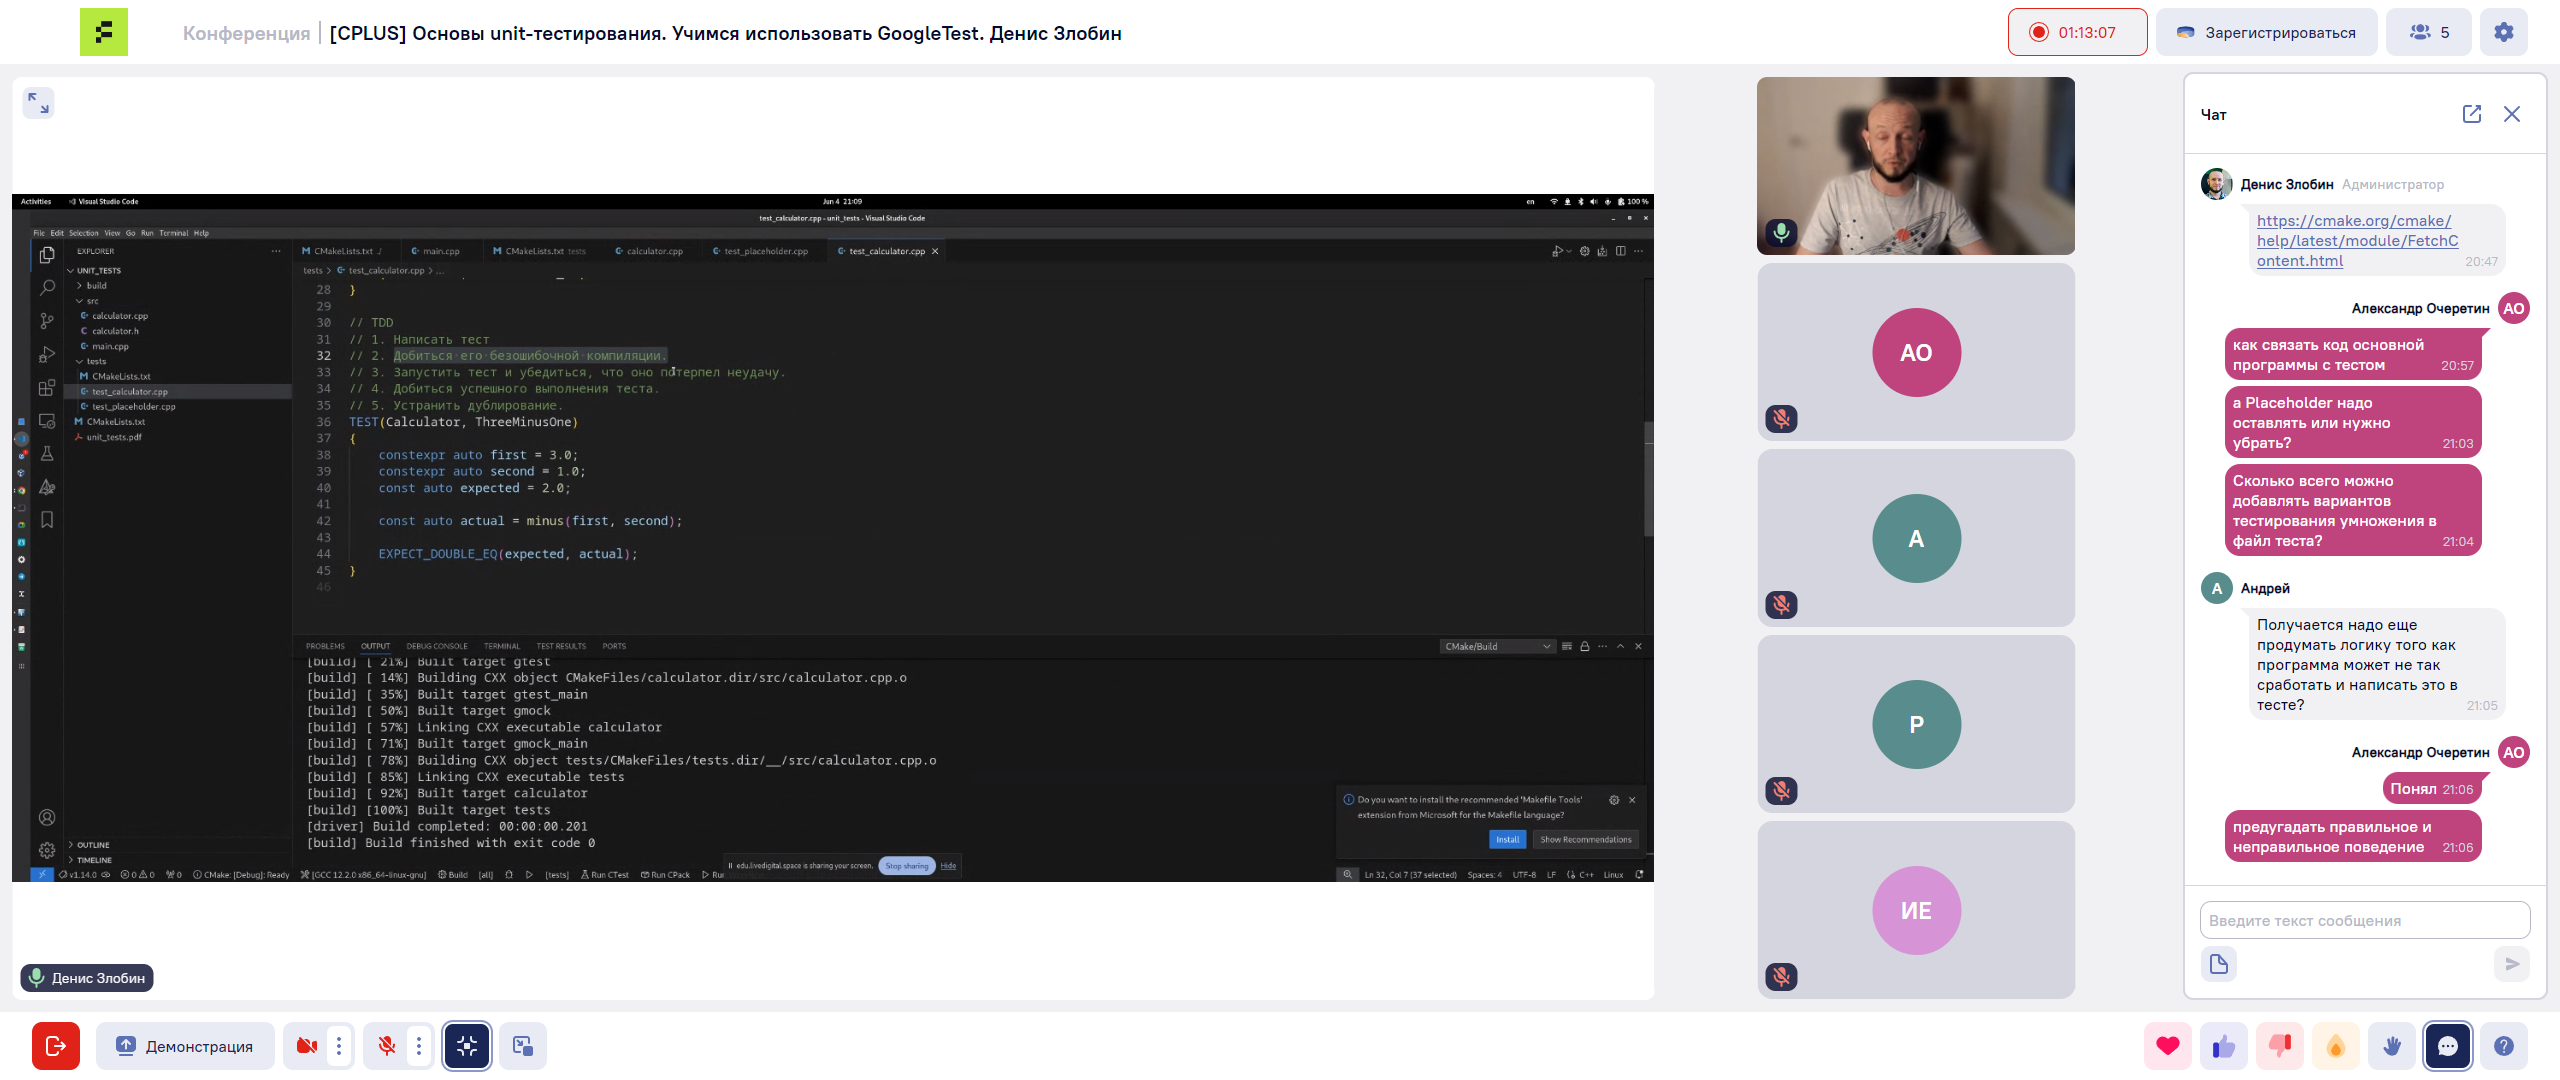 Конференция
[CPLUS] Основы unit-тестирования. Учимся использовать GoogleTest. Денис Злобин
01:13:07
Зарегистрироваться
5
Activities
Visual Studio Code
Jun 4 21:09
en
100 %
test_calculator.cpp - unit_tests - Visual Studio Code
File Edit Selection View Go Run Terminal Help
EXPLORER
UNIT_TESTS
build
src
calculator.cpp
calculator.h
main.cpp
tests
CMakeLists.txt
test_calculator.cpp
test_placeholder.cpp
CMakeLists.txt
unit_tests.pdf
OUTLINE
TIMELINE
CMakeLists.txt ./
main.cpp
CMakeLists.txt tests
calculator.cpp
test_placeholder.cpp
test_calculator.cpp
tests > test_calculator.cpp > ...
28 }
29
30 // TDD
31 // 1. Написать тест
32 // 2. Добиться его безошибочной компиляции.
33 // 3. Запустить тест и убедиться, что оно потерпел неудачу.
34 // 4. Добиться успешного выполнения теста.
35 // 5. Устранить дублирование.
36 TEST(Calculator, ThreeMinusOne)
37 {
38 constexpr auto first = 3.0;
39 constexpr auto second = 1.0;
40 const auto expected = 2.0;
41
42 const auto actual = minus(first, second);
43
44 EXPECT_DOUBLE_EQ(expected, actual);
45 }
46
PROBLEMS OUTPUT DEBUG CONSOLE TERMINAL TEST RESULTS PORTS
CMake/Build
[build] [ 21%] Built target gtest
[build] [ 14%] Building CXX object CMakeFiles/calculator.dir/src/calculator.cpp.o
[build] [ 35%] Built target gtest_main
[build] [ 50%] Built target gmock
[build] [ 57%] Linking CXX executable calculator
[build] [ 71%] Built target gmock_main
[build] [ 78%] Building CXX object tests/CMakeFiles/tests.dir/__/src/calculator.cpp.o
[build] [ 85%] Linking CXX executable tests
[build] [ 92%] Built target calculator
[build] [100%] Built target tests
[driver] Build completed: 00:00:00.201
[build] Build finished with exit code 0
Do you want to install the recommended 'Makefile Tools'
extension from Microsoft for the Makefile language?
Install
Show Recommendations
edu.livedigital.space is sharing your screen.
Stop sharing
Hide
v1.14.0
0 0
0
CMake: [Debug]: Ready
[GCC 12.2.0 x86_64-linux-gnu]
Build
[all]
[tests]
Run CTest
Run CPack
Ln 32, Col 7 (37 selected)
Spaces: 4
UTF-8
LF
C++
Linux
Денис Злобин
АО
А
Р
ИЕ
Чат
Денис Злобин Администратор
https://cmake.org/cmake/
help/latest/module/FetchC
ontent.html
20:47
Александр Очеретин
АО
как связать код основной
программы с тестом
20:57
а Placeholder надо
оставлять или нужно
убрать?
21:03
Сколько всего можно
добавлять вариантов
тестирования умножения в
файл теста?
21:04
А
Андрей
Получается надо еще
продумать логику того как
программа может не так
сработать и написать это в
тесте?
21:05
Александр Очеретин
АО
Понял 21:06
предугадать правильное и
неправильное поведение
21:06
Введите текст сообщения
Демонстрация